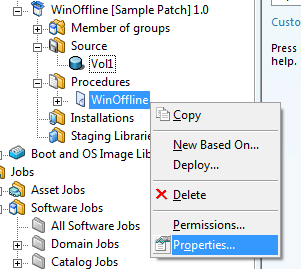 WinOffline [Sample Patch] 1.0
Member of groups
Source
Vol1
Procedures
WinOffline
Installations
Staging Librarie
Boot and OS Image Lib
Jobs
Asset Jobs
Software Jobs
All Software Jobs
Domain Jobs
Catalog Jobs
Copy
New Based On...
Deploy...
Delete
Permissions...
Properties...
Custo
Press
help.